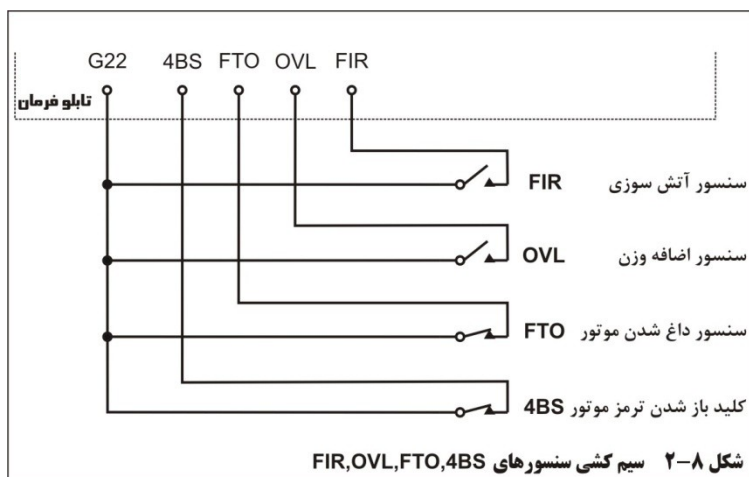 G22 4BS FTO OVL FIR
تابلو فرمان
FIR سنسور آتش سوزی
OVL سنسور اضافه وزن
FTO سنسور داغ شدن موتور
4BS کلید باز شدن ترمز موتور
شکل ۸-۲ سیم کشی سنسورهای FIR,OVL,FTO,4BS